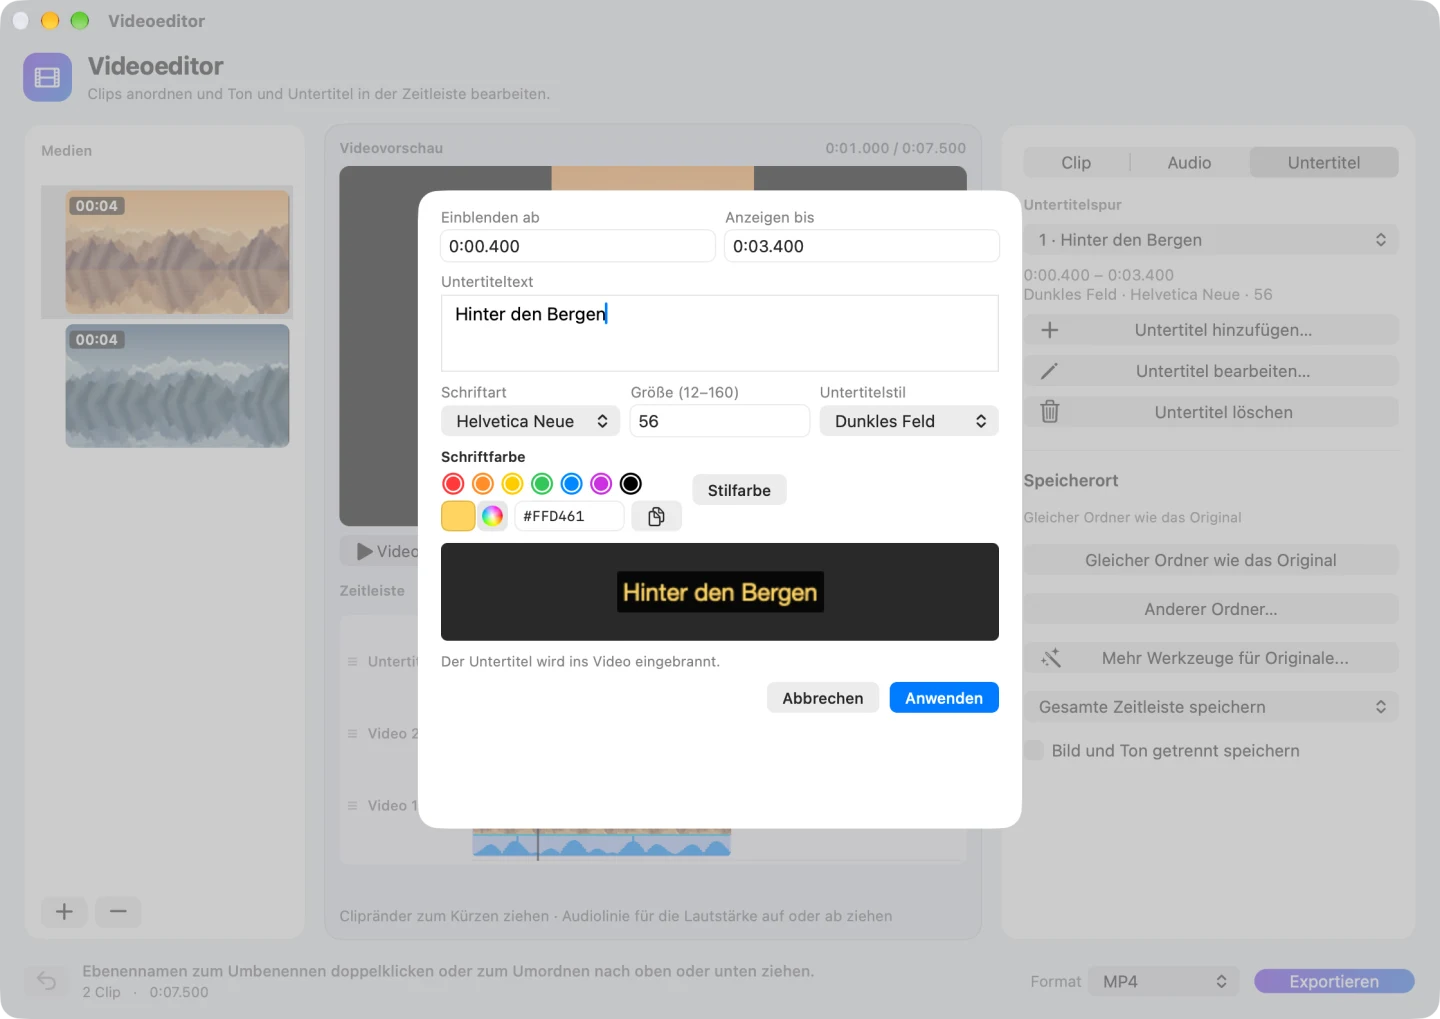 Videoeditor
Videoeditor
Clips anordnen und Ton und Untertitel in der Zeitleiste bearbeiten.
Medien
00:04
00:04
Videovorschau
0:01.000 / 0:07.500
Einblenden ab
Anzeigen bis
0:00.400
0:03.400
Untertiteltext
Hinter den Bergen
Schriftart
Größe (12–160)
Untertitelstil
Helvetica Neue
56
Dunkles Feld
Schriftfarbe
Stilfarbe
#FFD461
Hinter den Bergen
Der Untertitel wird ins Video eingebrannt.
Abbrechen
Anwenden
Zeitleiste
Video 2
Video 1
Clipränder zum Kürzen ziehen · Audiolinie für die Lautstärke auf oder ab ziehen
Clip
Audio
Untertitel
Untertitelspur
1 · Hinter den Bergen
0:00.400 – 0:03.400
Dunkles Feld · Helvetica Neue · 56
Untertitel hinzufügen...
Untertitel bearbeiten...
Untertitel löschen
Speicherort
Gleicher Ordner wie das Original
Gleicher Ordner wie das Original
Anderer Ordner...
Mehr Werkzeuge für Originale...
Gesamte Zeitleiste speichern
Bild und Ton getrennt speichern
Ebenennamen zum Umbenennen doppelklicken oder zum Umordnen nach oben oder unten ziehen.
2 Clip · 0:07.500
Format
MP4
Exportieren